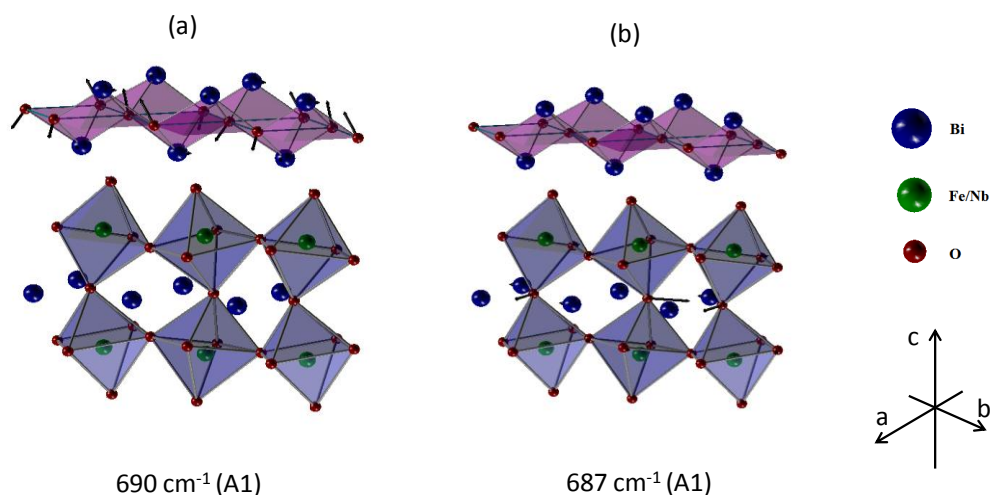 (a)
(b)
Bi
Fe/Nb
O
c
a
b
690 cm⁻¹ (A1)
687 cm⁻¹ (A1)